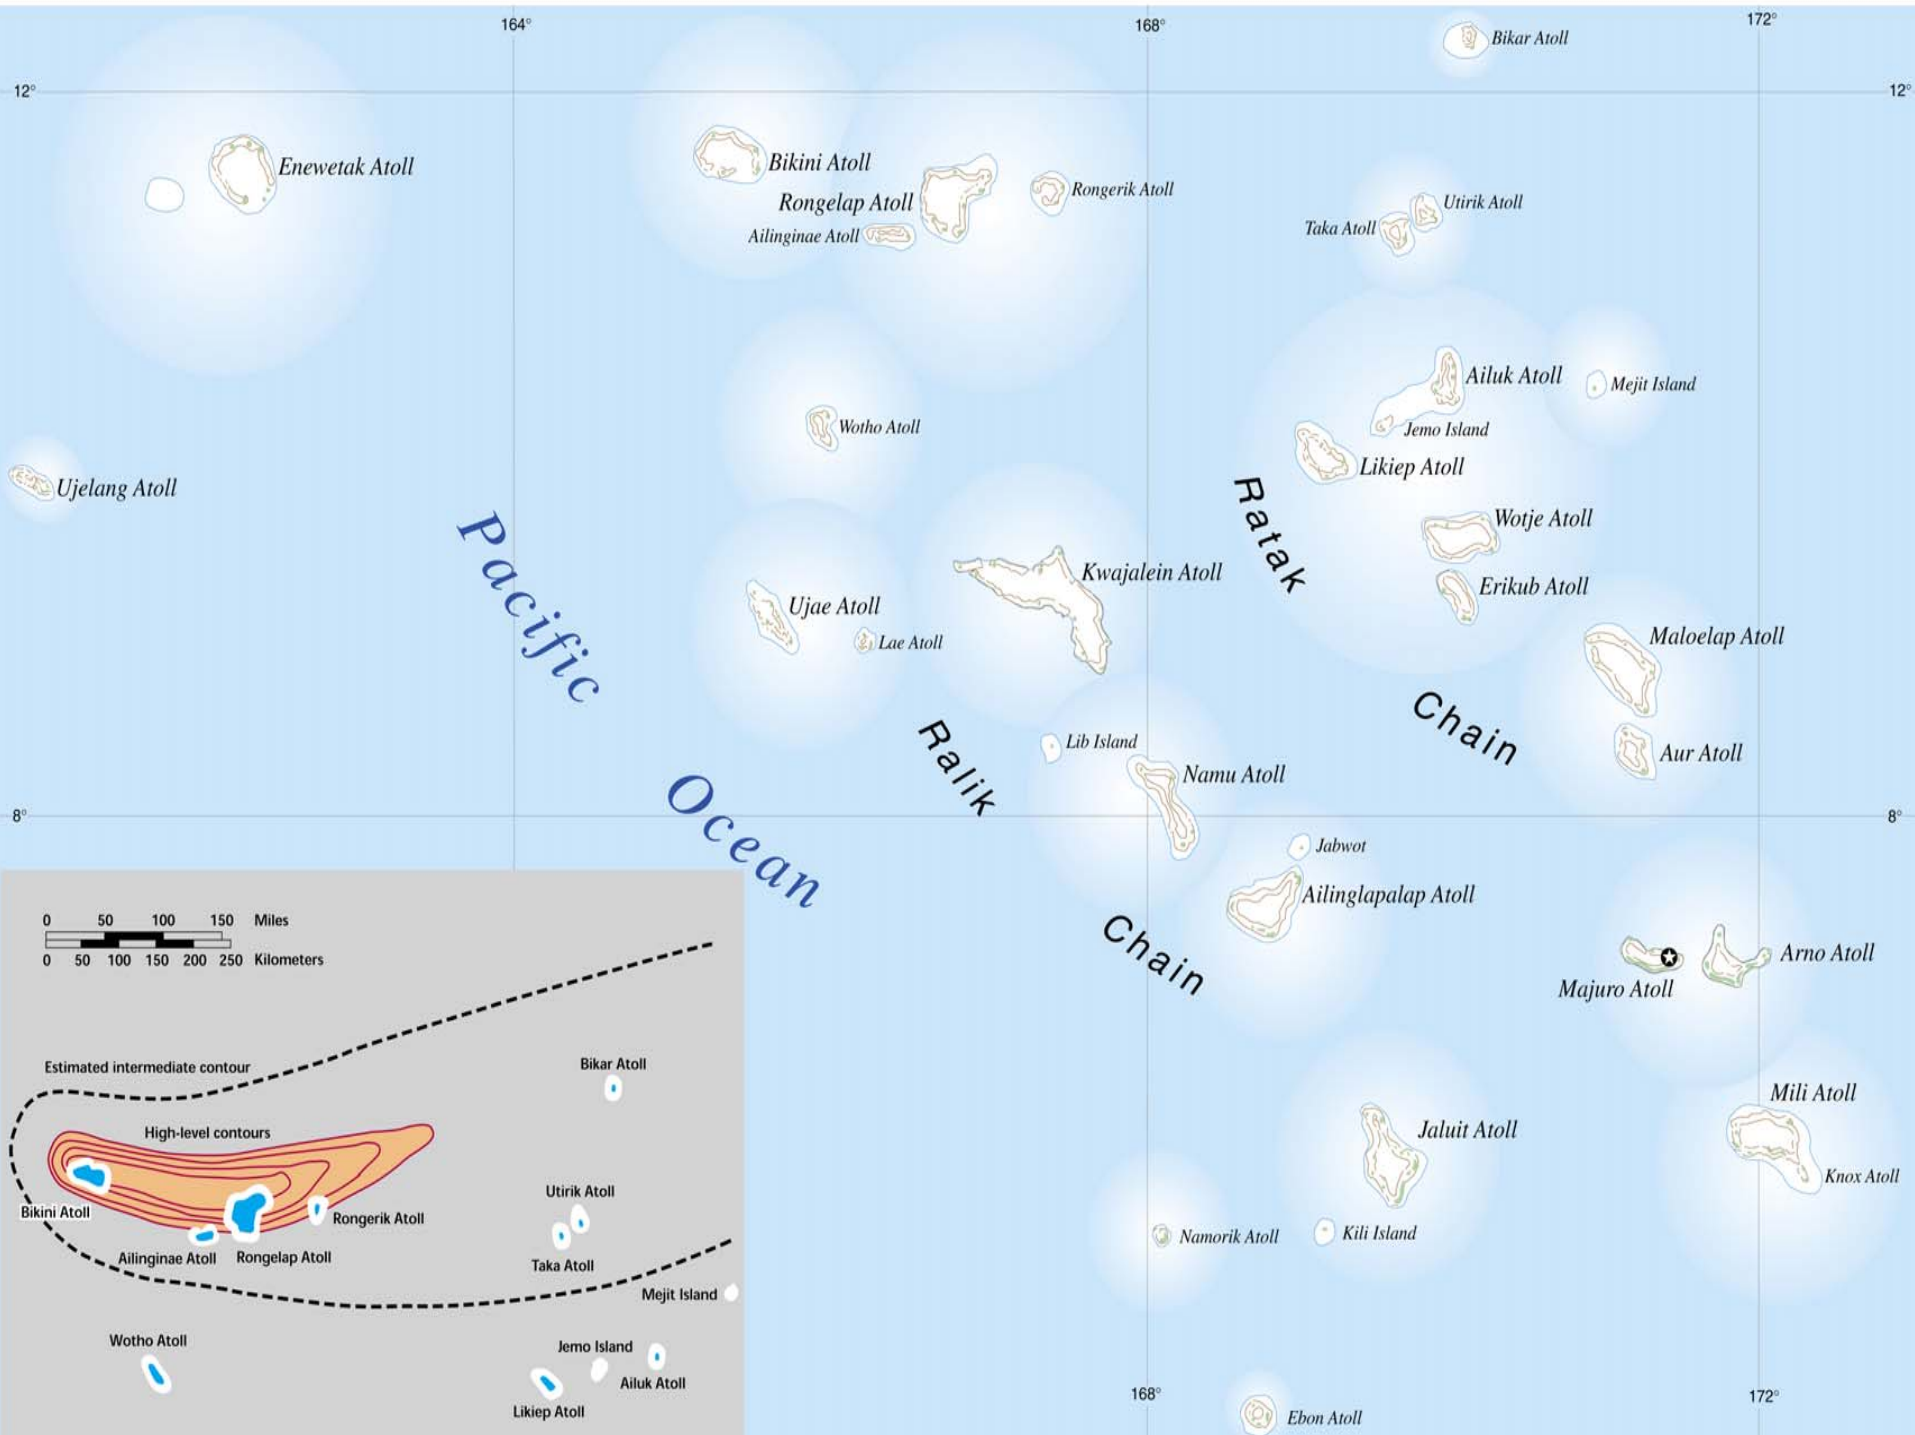 164°
168°
172°
Bikar Atoll
12°
12°
Enewetak Atoll
Bikini Atoll
Rongelap Atoll
Rongerik Atoll
Ailinginae Atoll
Utirik Atoll
Taka Atoll
Ailuk Atoll
Mejit Island
Jemo Island
Wotho Atoll
Likiep Atoll
Ujelang Atoll
Wotje Atoll
Ratak
Chain
Pacific
Ocean
Kwajalein Atoll
Erikub Atoll
Ujae Atoll
Lae Atoll
Maloelap Atoll
Ralik
Chain
Lib Island
Aur Atoll
Namu Atoll
8°
8°
Jabwot
Ailinglapalap Atoll
Arno Atoll
Majuro Atoll
Mili Atoll
Jaluit Atoll
Knox Atoll
Namorik Atoll
Kili Island
168°
172°
Ebon Atoll
0 50 100 150 Miles
0 50 100 150 200 250 Kilometers
Estimated intermediate contour
Bikar Atoll
High-level contours
Utirik Atoll
Bikini Atoll
Rongerik Atoll
Ailinginae Atoll
Rongelap Atoll
Taka Atoll
Mejit Island
Wotho Atoll
Jemo Island
Ailuk Atoll
Likiep Atoll